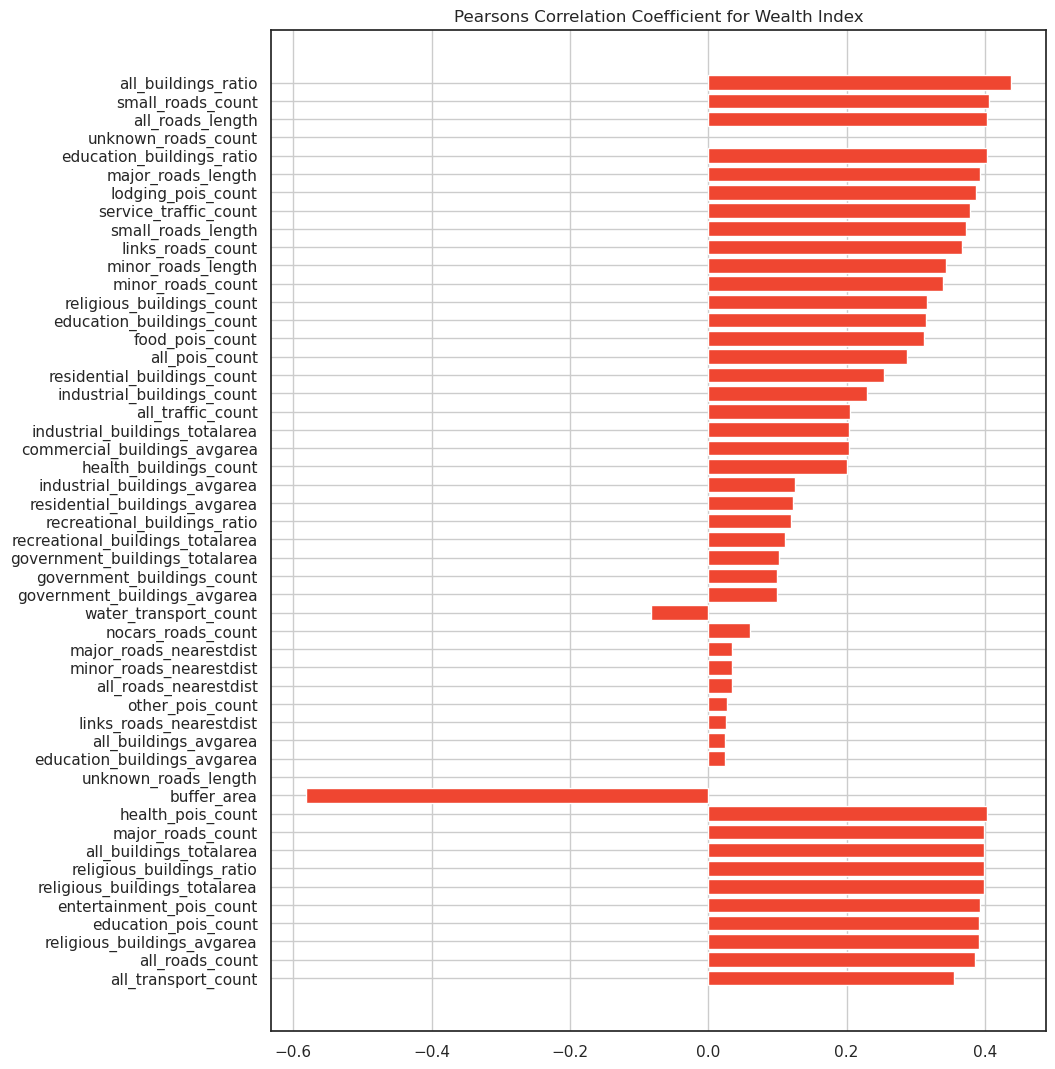 Pearsons Correlation Coefficient for Wealth Index
all_buildings_ratio
small_roads_count
all_roads_length
unknown_roads_count
education_buildings_ratio
major_roads_length
lodging_pois_count
service_traffic_count
small_roads_length
links_roads_count
minor_roads_length
minor_roads_count
religious_buildings_count
education_buildings_count
food_pois_count
all_pois_count
residential_buildings_count
industrial_buildings_count
all_traffic_count
industrial_buildings_totalarea
commercial_buildings_avgarea
health_buildings_count
industrial_buildings_avgarea
residential_buildings_avgarea
recreational_buildings_ratio
recreational_buildings_totalarea
government_buildings_totalarea
government_buildings_count
government_buildings_avgarea
water_transport_count
nocars_roads_count
major_roads_nearestdist
minor_roads_nearestdist
all_roads_nearestdist
other_pois_count
links_roads_nearestdist
all_buildings_avgarea
education_buildings_avgarea
unknown_roads_length
buffer_area
health_pois_count
major_roads_count
all_buildings_totalarea
religious_buildings_ratio
religious_buildings_totalarea
entertainment_pois_count
education_pois_count
religious_buildings_avgarea
all_roads_count
all_transport_count
−0.6 −0.4 −0.2 0.0 0.2 0.4